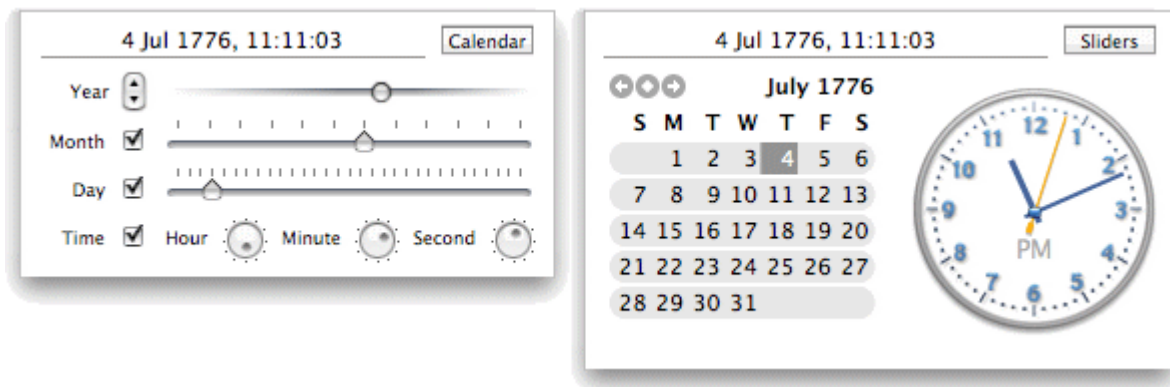 4 Jul 1776, 11:11:03 Calendar
Year
Month
Day
Time Hour Minute Second
4 Jul 1776, 11:11:03 Sliders
July 1776
S M T W T F S
1 2 3 4 5 6
7 8 9 10 11 12 13
14 15 16 17 18 19 20
21 22 23 24 25 26 27
28 29 30 31
12
1
2
3
4
5
6
7
8
9
10
11
PM